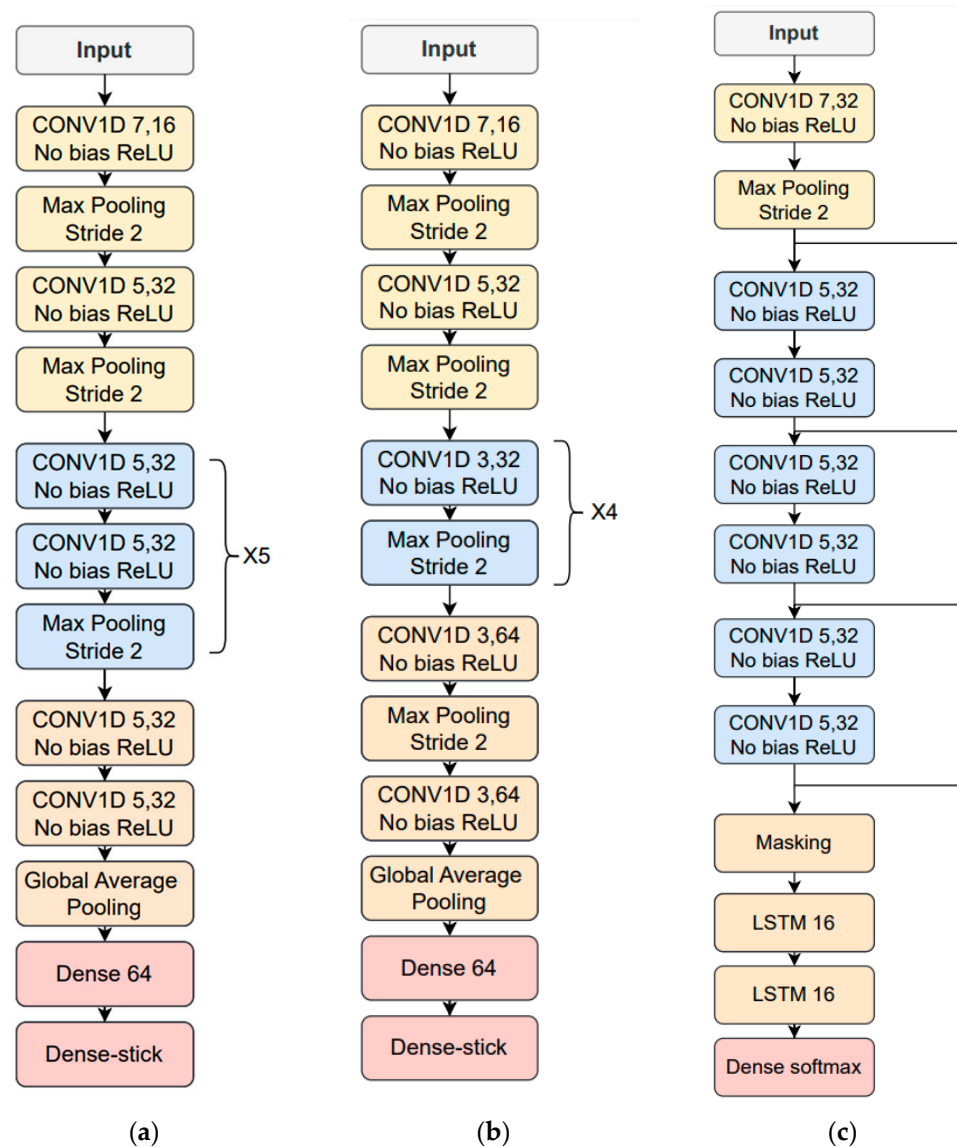 Input
CONV1D 7,16
No bias ReLU
Max Pooling
Stride 2
CONV1D 5,32
No bias ReLU
Max Pooling
Stride 2
CONV1D 5,32
No bias ReLU
CONV1D 5,32
No bias ReLU
Max Pooling
Stride 2
X5
CONV1D 5,32
No bias ReLU
CONV1D 5,32
No bias ReLU
Global Average
Pooling
Dense 64
Dense-stick
(a)
Input
CONV1D 7,16
No bias ReLU
Max Pooling
Stride 2
CONV1D 5,32
No bias ReLU
Max Pooling
Stride 2
CONV1D 3,32
No bias ReLU
Max Pooling
Stride 2
X4
CONV1D 3,64
No bias ReLU
Max Pooling
Stride 2
CONV1D 3,64
No bias ReLU
Global Average
Pooling
Dense 64
Dense-stick
(b)
Input
CONV1D 7,32
No bias ReLU
Max Pooling
Stride 2
CONV1D 5,32
No bias ReLU
CONV1D 5,32
No bias ReLU
CONV1D 5,32
No bias ReLU
CONV1D 5,32
No bias ReLU
CONV1D 5,32
No bias ReLU
CONV1D 5,32
No bias ReLU
Masking
LSTM 16
LSTM 16
Dense softmax
(c)